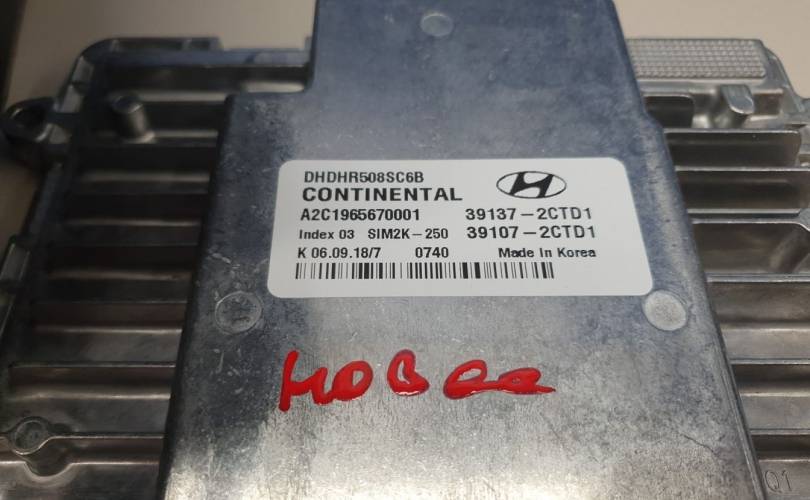 DHDHR508SC6B
CONTINENTAL
A2C1965670001 39137-2CTD1
Index 03 SIM2K-250 39107-2CTD1
K 06.09.18/7 0740 Made In Korea
новая
Q1